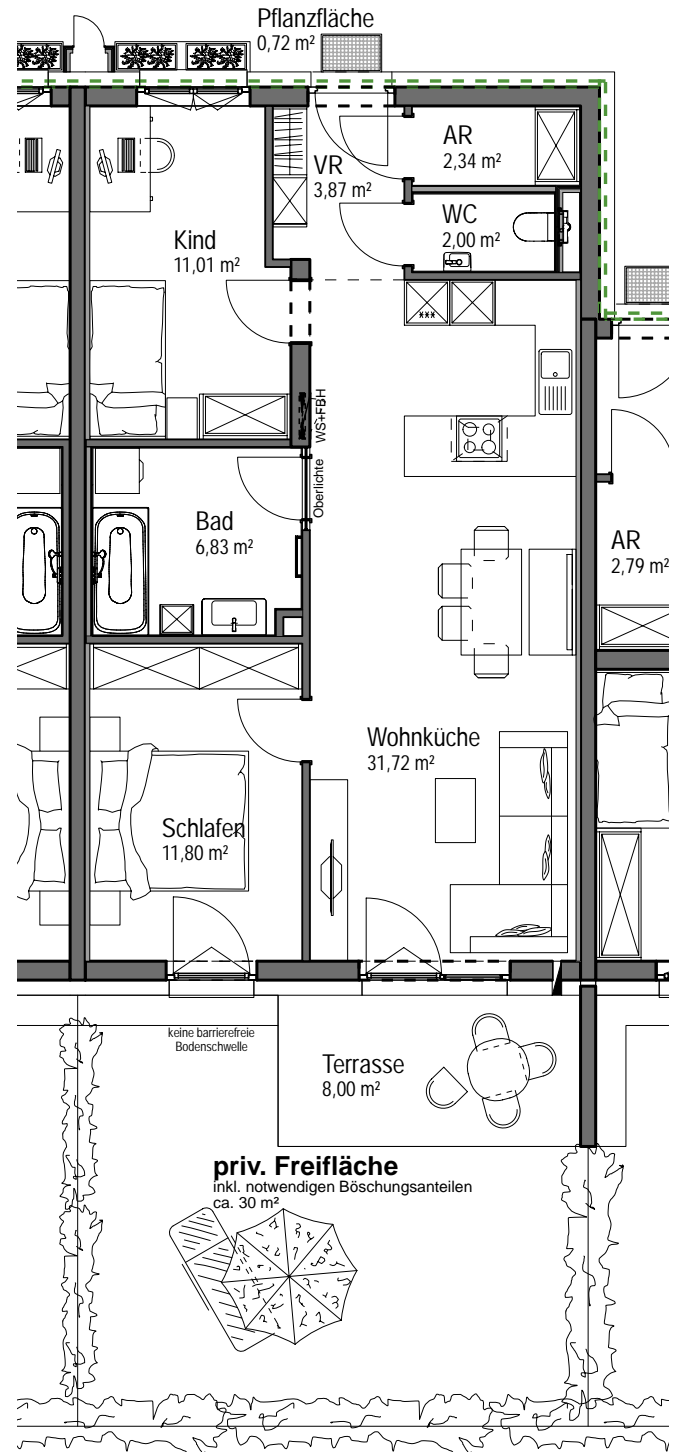 Pflanzfläche
0,72 m²
AR
2,34 m²
VR
3,87 m²
WC
2,00 m²
Kind
11,01 m²
***
WS+FBH
Oberlichte
Bad
6,83 m²
AR
2,79 m²
Wohnküche
31,72 m²
Schlafen
11,80 m²
keine barrierefreie
Bodenschwelle
Terrasse
8,00 m²
priv. Freifläche
inkl. notwendigen Böschungsanteilen
ca. 30 m²